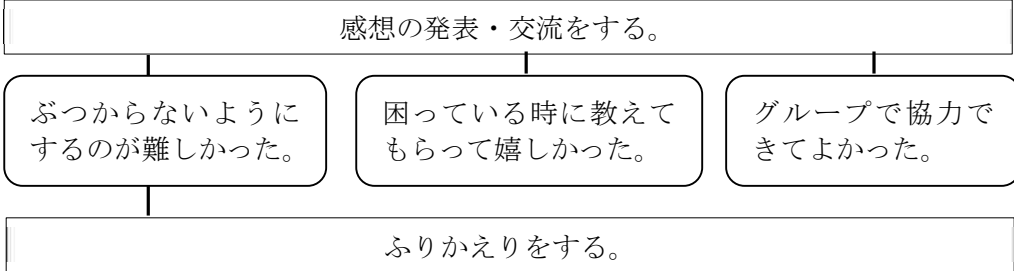 感想の発表・交流をする。
ぶつからないように
するのが難しかった。
困っている時に教えて
もらって嬉しかった。
グループで協力で
きてよかった。
ふりかえりをする。